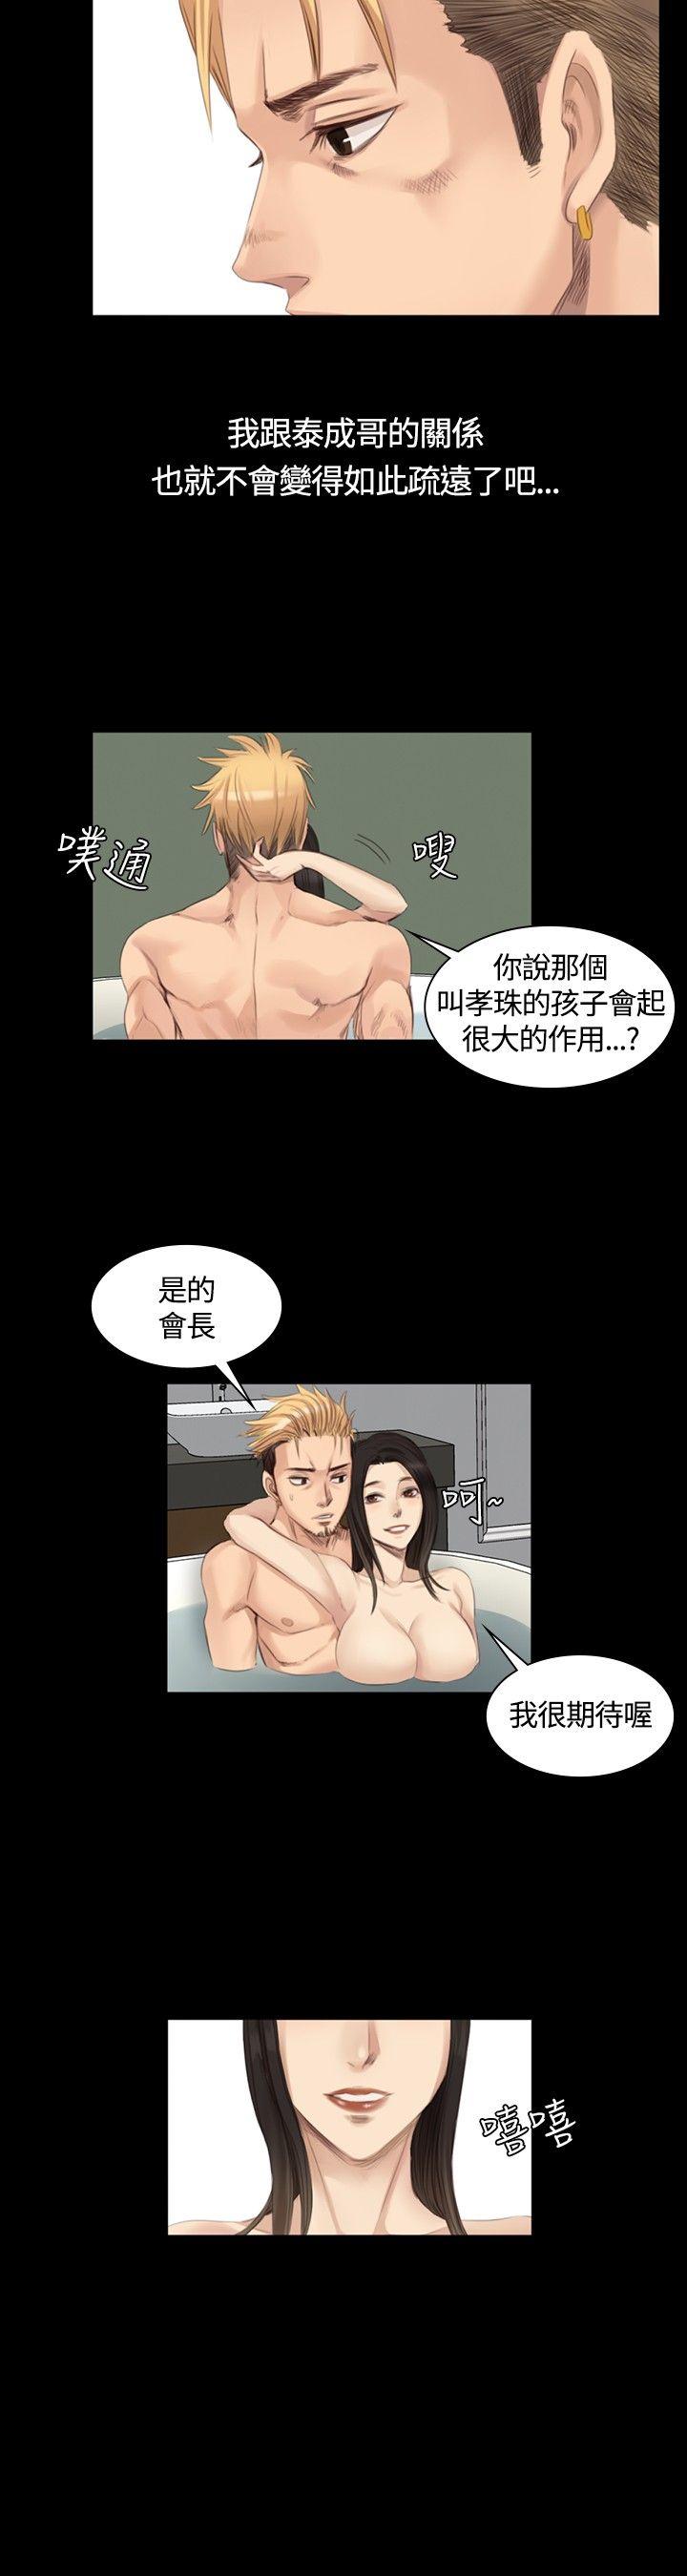 我跟泰成哥的關係
也就不會變得如此疏遠了吧...
噗通
嗖
你說那個
叫孝珠的孩子會起
很大的作用...?
是的
會長
呵~
我很期待喔
嘻嘻